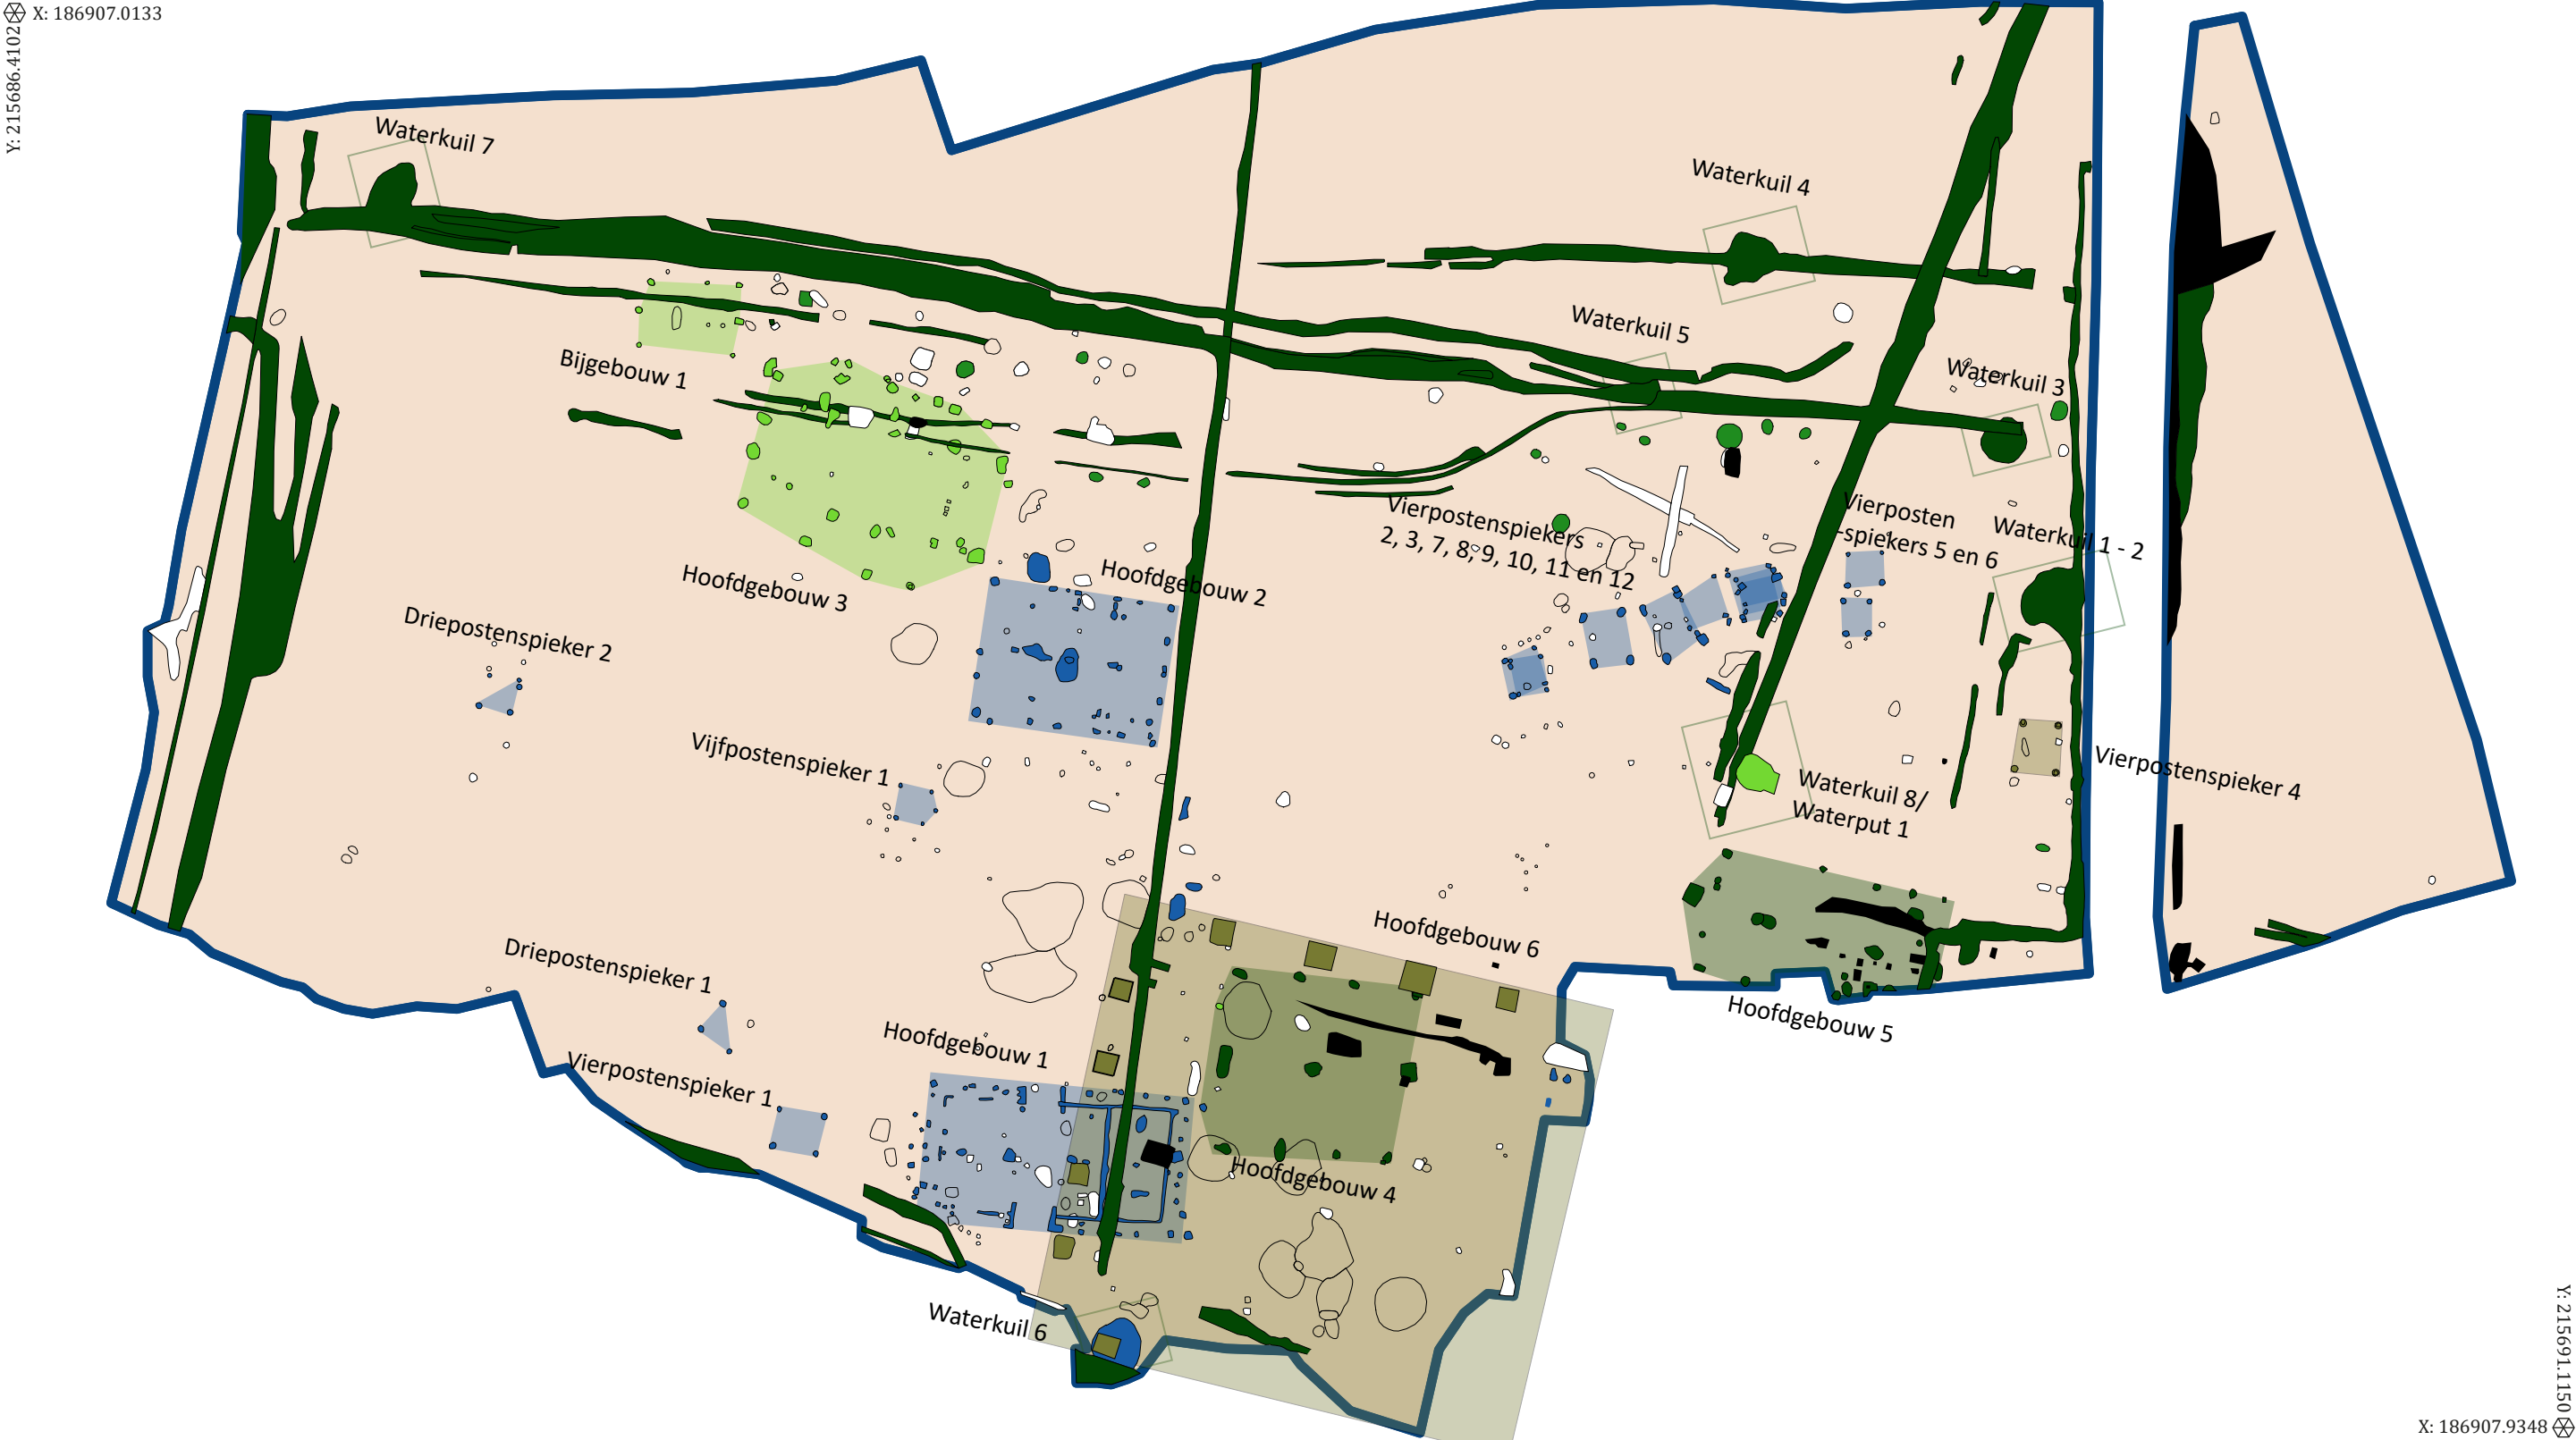 X: 186907.0133
Y: 215686.4102
Waterkuil 7
Waterkuil 4
Waterkuil 5
Bijgebouw 1
Waterkuil 3
Vierpostenspiekers
2, 3, 7, 8, 9, 10, 11 en 12
Vierposten
-spiekers 5 en 6
Waterkuil 1 - 2
Hoofdgebouw 3
Hoofdgebouw 2
Driepostenspieker 2
Vijfpostenspieker 1
Vierpostenspieker 4
Waterkuil 8/
Waterput 1
Hoofdgebouw 6
Driepostenspieker 1
Hoofdgebouw 5
Hoofdgebouw 1
Vierpostenspieker 1
Hoofdgebouw 4
Waterkuil 6
Y: 215691.1150
X: 186907.9348